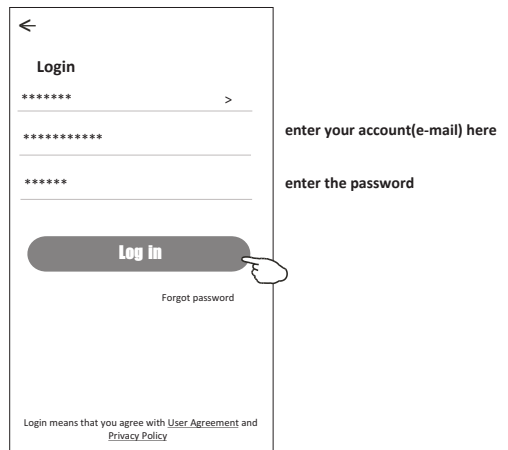 Login
******* >
***********
enter your account(e-mail) here
******
enter the password
Log in
Forgot password
Login means that you agree with User Agreement and
Privacy Policy